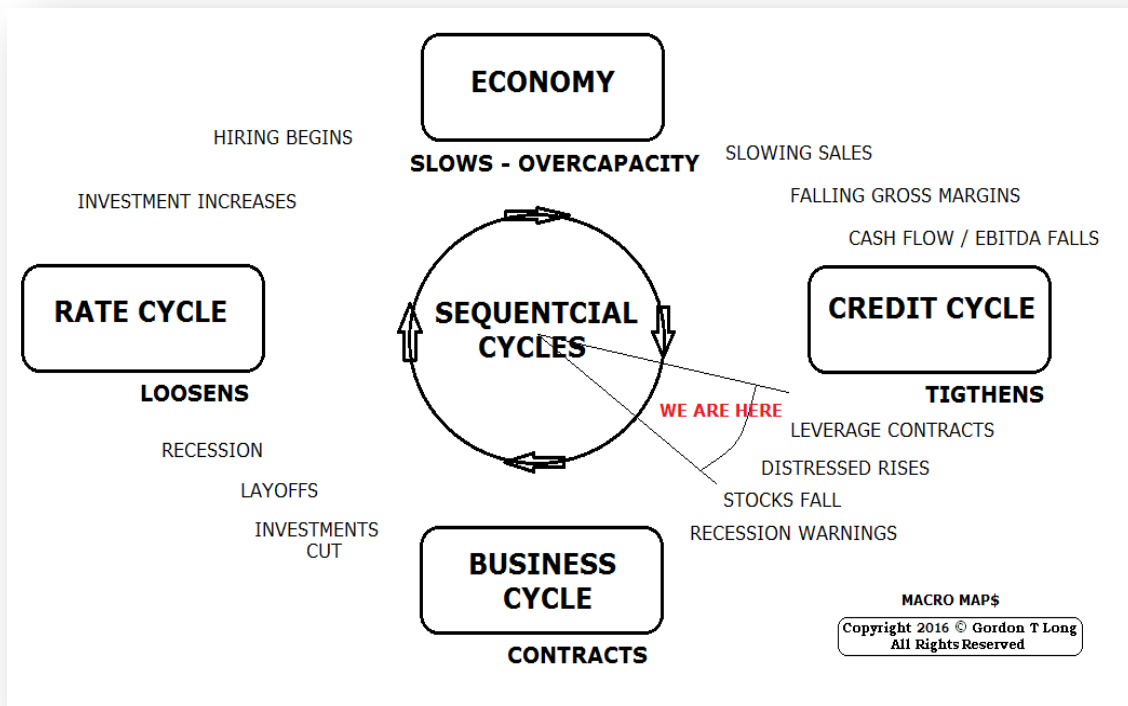 ECONOMY
HIRING BEGINS
SLOWS - OVERCAPACITY
SLOWING SALES
INVESTMENT INCREASES
FALLING GROSS MARGINS
CASH FLOW / EBITDA FALLS
RATE CYCLE
SEQUENTCIAL
CYCLES
CREDIT CYCLE
LOOSENS
TIGTHENS
WE ARE HERE
LEVERAGE CONTRACTS
RECESSION
DISTRESSED RISES
LAYOFFS
STOCKS FALL
INVESTMENTS
CUT
RECESSION WARNINGS
BUSINESS
CYCLE
CONTRACTS
MACRO MAP$
Copyright 2016 © Gordon T Long
All Rights Reserved